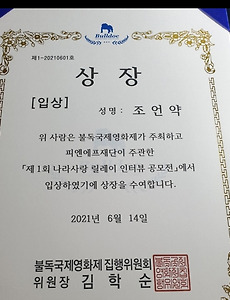 Bulldoc
제1-20210601호
상 장
[입상]
성명 : 조 언 약
위 사람은 불독국제영화제가 주최하고
피엔에프재단이 주관한
「제 1회 나라사랑 릴레이 인터뷰 공모전」에서
입상하였기에 상장을 수여합니다.
2021년 6월 14일
불독국제영화제 집행위원회
위원장 김 학 순